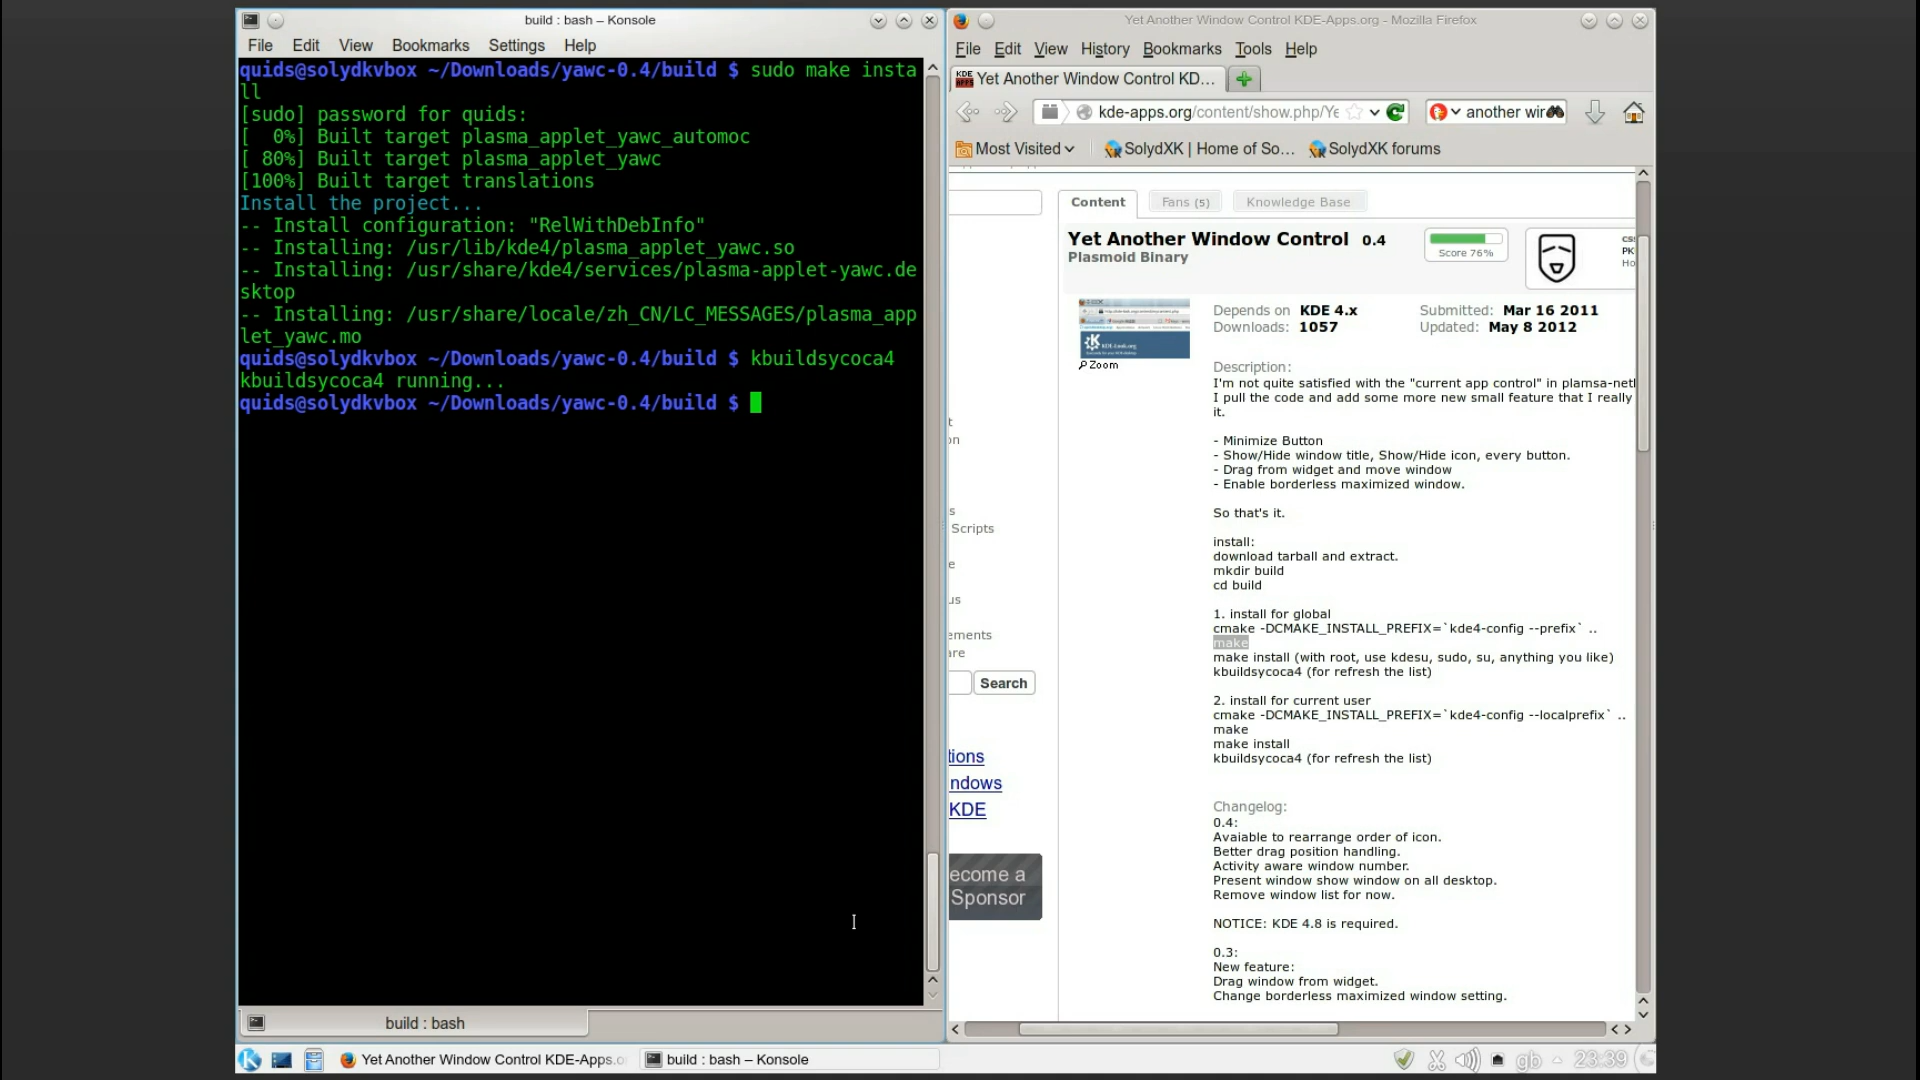 build : bash – Konsole
File Edit View Bookmarks Settings Help
quids@solydkvbox ~/Downloads/yawc-0.4/build $ sudo make insta
ll
[sudo] password for quids:
[  0%] Built target plasma_applet_yawc_automoc
[ 80%] Built target plasma_applet_yawc
[100%] Built target translations
Install the project...
-- Install configuration: "RelWithDebInfo"
-- Installing: /usr/lib/kde4/plasma_applet_yawc.so
-- Installing: /usr/share/kde4/services/plasma-applet-yawc.de
sktop
-- Installing: /usr/share/locale/zh_CN/LC_MESSAGES/plasma_app
let_yawc.mo
quids@solydkvbox ~/Downloads/yawc-0.4/build $ kbuildsycoca4
kbuildsycoca4 running...
quids@solydkvbox ~/Downloads/yawc-0.4/build $
build : bash
Yet Another Window Control KDE-Apps.org - Mozilla Firefox
File Edit View History Bookmarks Tools Help
KDE APPS Yet Another Window Control KD...
kde-apps.org/content/show.php/Ye another wir
Most Visited SolydXK | Home of So... SolydXK forums
Content Fans (5) Knowledge Base
Yet Another Window Control 0.4
Plasmoid Binary
Score 76%
css
PK
Ho
Zoom
Depends on KDE 4.x
Downloads: 1057
Submitted: Mar 16 2011
Updated: May 8 2012
Description:
I'm not quite satisfied with the "current app control" in plamsa-netl
I pull the code and add some more new small feature that I really
it.
- Minimize Button
- Show/Hide window title, Show/Hide icon, every button.
- Drag from widget and move window
- Enable borderless maximized window.
So that's it.
install:
download tarball and extract.
mkdir build
cd build
1. install for global
cmake -DCMAKE_INSTALL_PREFIX=`kde4-config --prefix` ..
make
make install (with root, use kdesu, sudo, su, anything you like)
kbuildsycoca4 (for refresh the list)
2. install for current user
cmake -DCMAKE_INSTALL_PREFIX=`kde4-config --localprefix` ..
make
make install
kbuildsycoca4 (for refresh the list)
Changelog:
0.4:
Avaiable to rearrange order of icon.
Better drag position handling.
Activity aware window number.
Present window show window on all desktop.
Remove window list for now.
NOTICE: KDE 4.8 is required.
0.3:
New feature:
Drag window from widget.
Change borderless maximized window setting.
t
on
s
Scripts
e
us
ements
are
Search
tions
ndows
KDE
ecome a
Sponsor
Yet Another Window Control KDE-Apps.o build : bash – Konsole gb 23:39